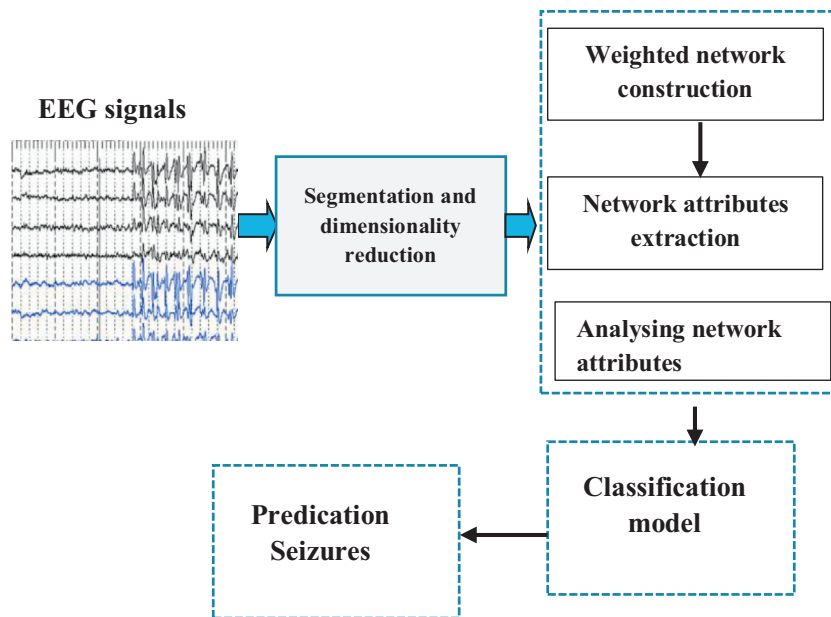 EEG signals
Segmentation and
dimensionality
reduction
Weighted network
construction
Network attributes
extraction
Analysing network
attributes
Classification
model
Predication
Seizures